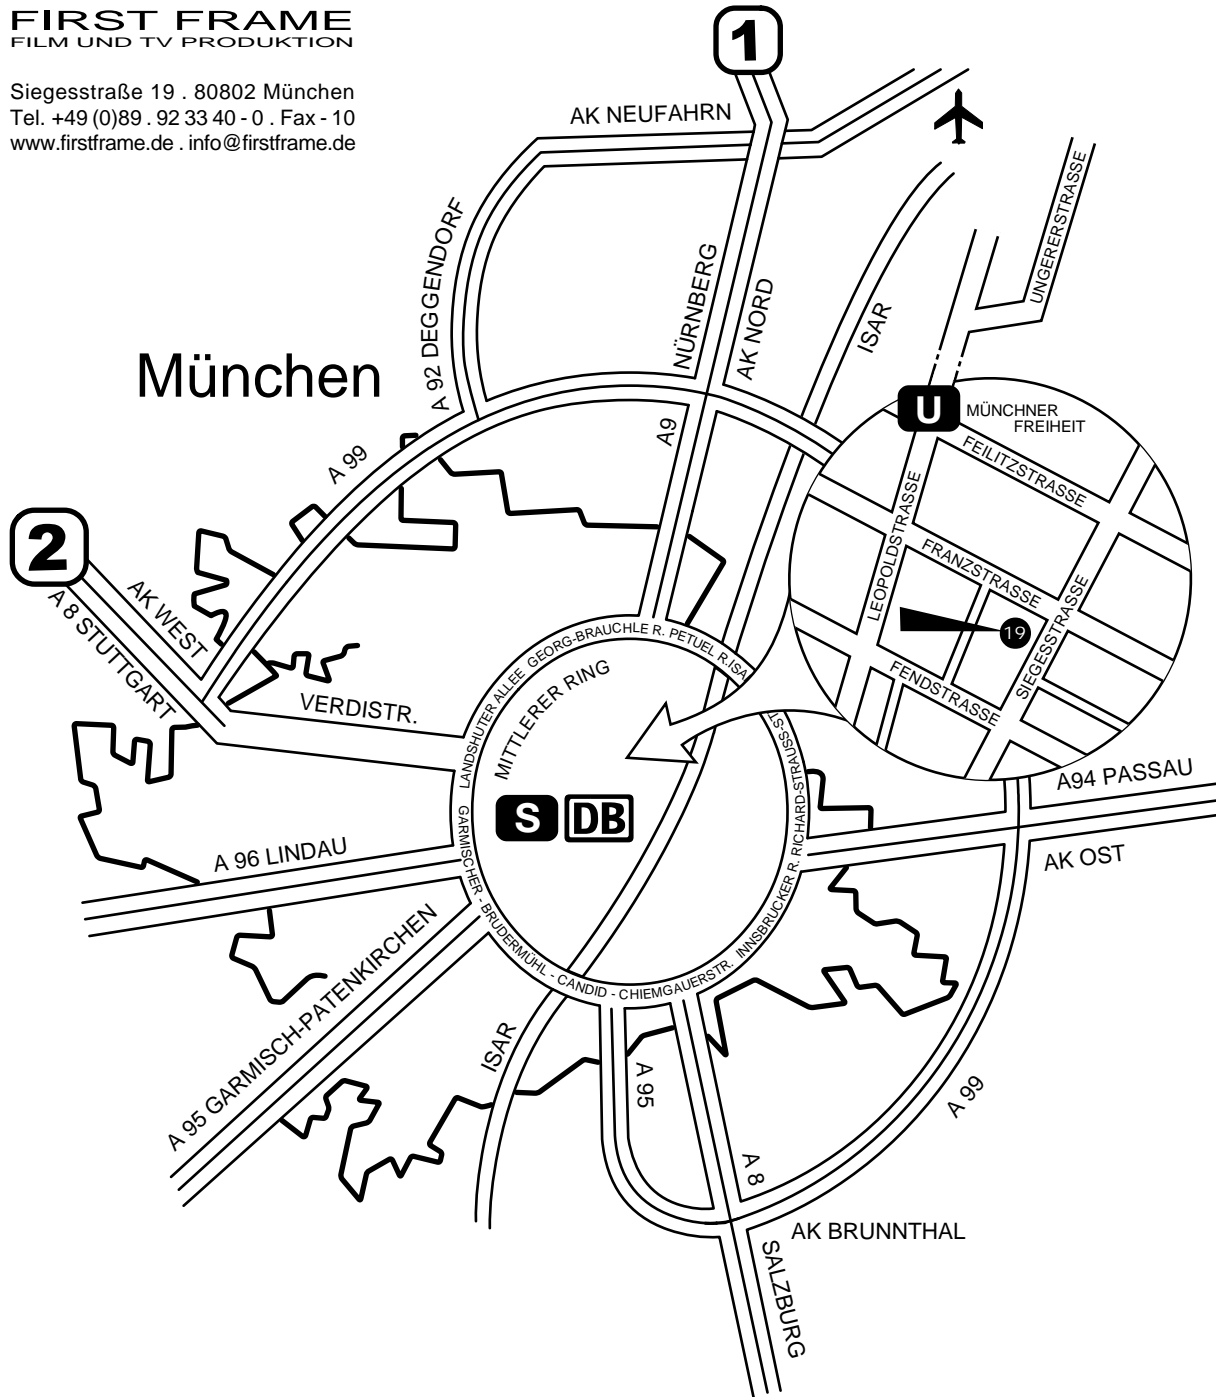 FIRST FRAME
FILM UND TV PRODUKTION
Siegesstraße 19 . 80802 München
Tel. +49 (0)89 . 92 33 40 - 0 . Fax - 10
www.firstframe.de . info@firstframe.de
1
AK NEUFAHRN
UNGERERSTRASSE
A 92 DEGGENDORF
NÜRNBERG
AK NORD
ISAR
München
U
MÜNCHNER
FREIHEIT
A 99
A9
FEILITZSTRASSE
LEOPOLDSTRASSE
FRANZSTRASSE
SIEGESSTRASSE
19
FENDSTRASSE
2
AK WEST
A 8 STUTTGART
VERDISTR.
LANDSHUTER ALLEE GEORG-BRAUCHLE R. PETUEL R.ISA
MITTLERER RING
S DB
GARMISCHER - BRUDERMÜHL - CANDID - CHIEMGAUERSTR. INNSBRUCKER R. RICHARD-STRAUSS-ST
A94 PASSAU
AK OST
A 96 LINDAU
A 95 GARMISCH-PATENKIRCHEN
ISAR
A 95
A 99
A 8
AK BRUNNTHAL
SALZBURG